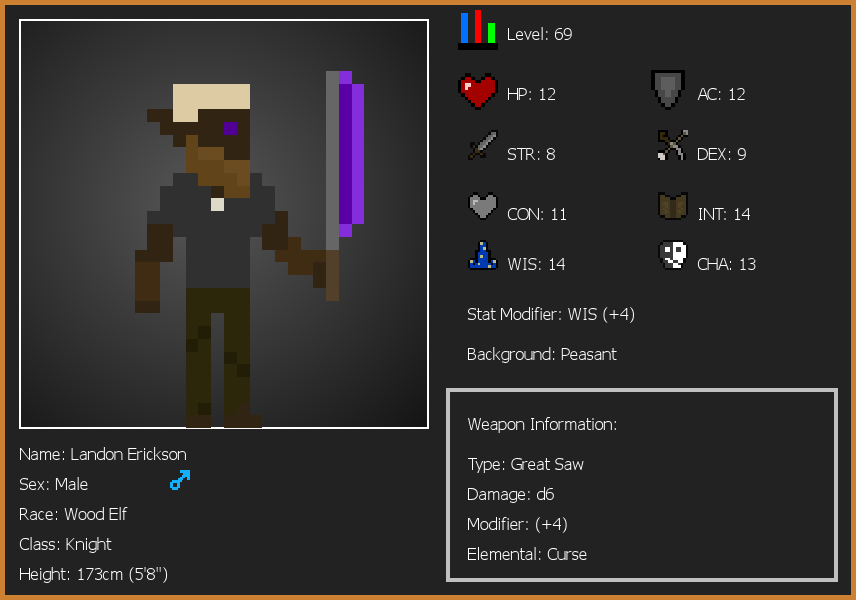 Level: 69
HP: 12
AC: 12
STR: 8
DEX: 9
CON: 11
INT: 14
WIS: 14
CHA: 13
Stat Modifier: WIS (+4)
Background: Peasant
Weapon Information:
Type: Great Saw
Damage: d6
Modifier: (+4)
Elemental: Curse
Name: Landon Erickson
Sex: Male
Race: Wood Elf
Class: Knight
Height: 173cm (5'8")